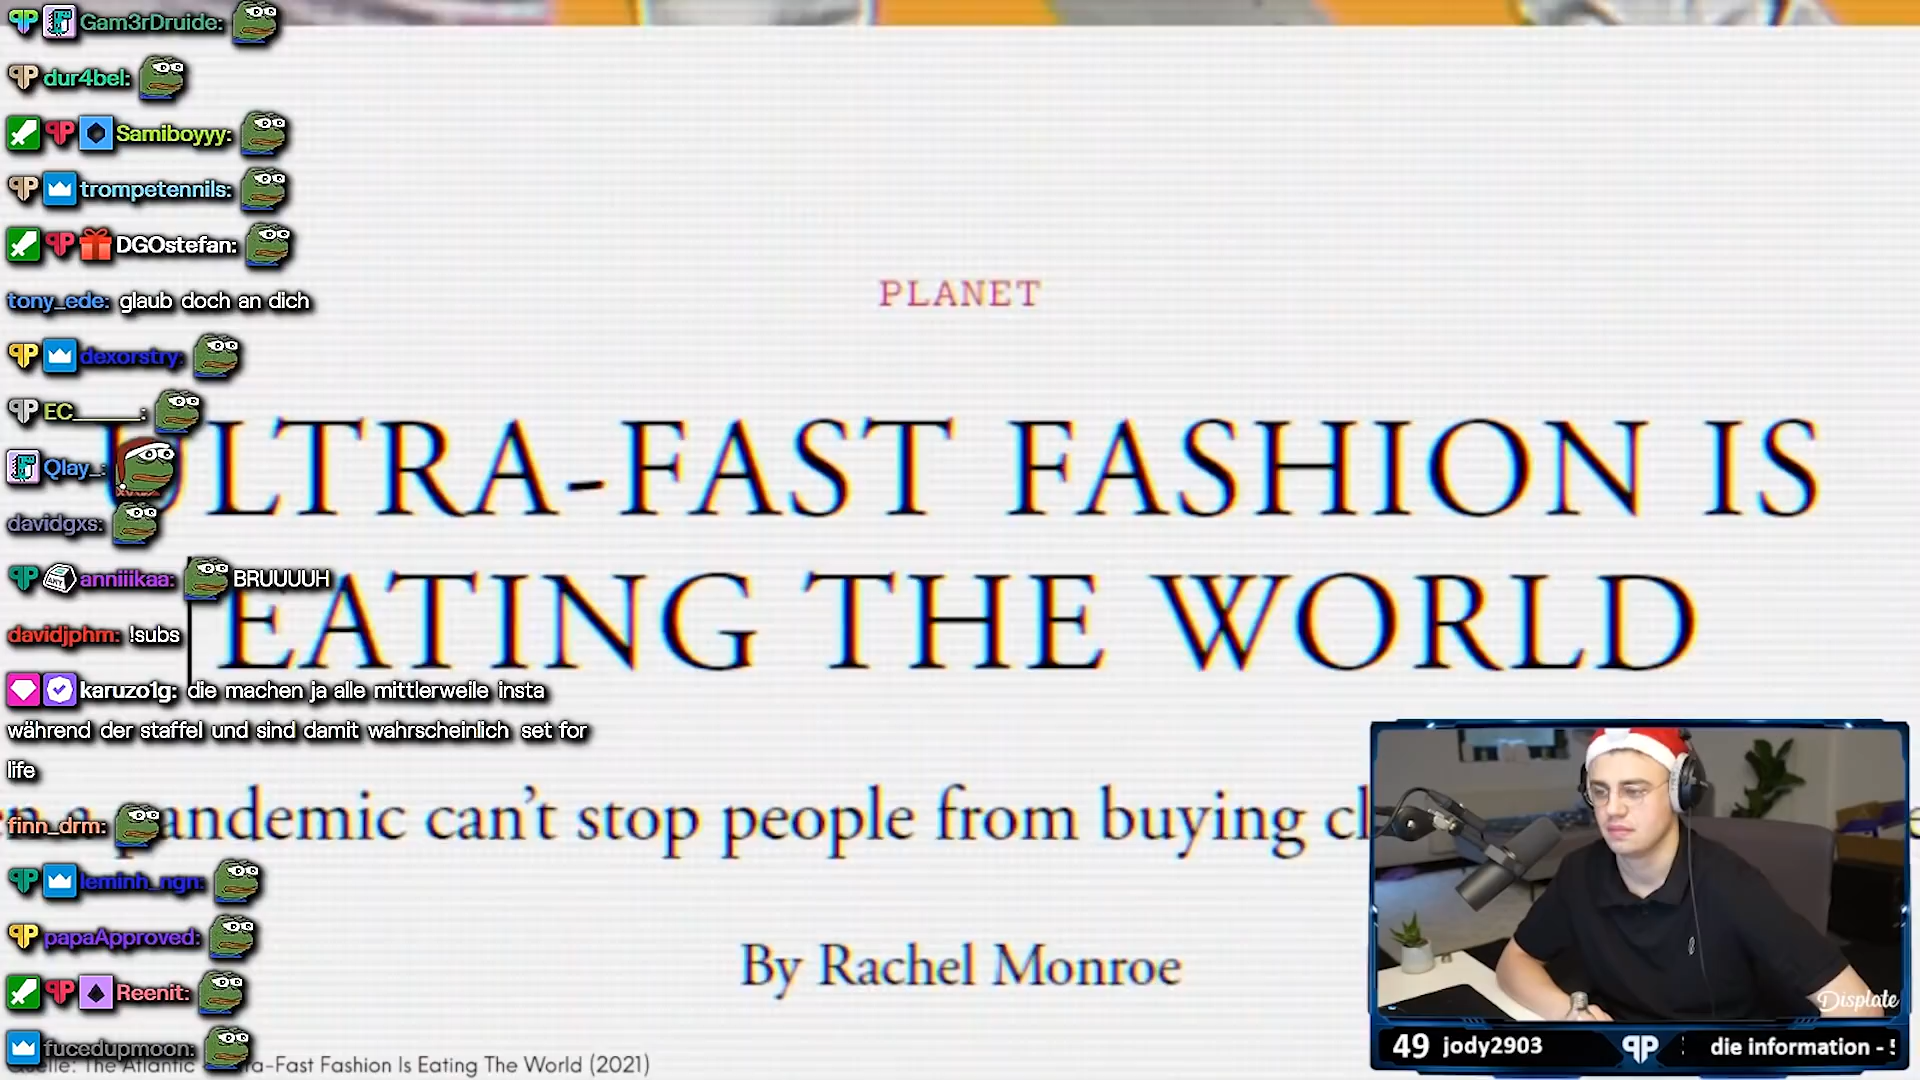 Gam3rDruide:
dur4bel:
Samiboyyy:
trompetennils:
DGOstefan:
tony_ede: glaub doch an dich
dexorstry:
EC______:
Qlay_:
davidgxs:
anniiikaa: BRUUUUH
davidjphm: !subs
karuzo1g: die machen ja alle mittlerweile insta
während der staffel und sind damit wahrscheinlich set for
life
finn_drm:
leminh_ngn:
papaApproved:
Reenit:
fucedupmoon:
PLANET
ULTRA-FAST FASHION IS
EATING THE WORLD
pandemic can't stop people from buying
By Rachel Monroe
Quelle: The Atlantic Fast Fashion Is Eating The World (2021)
Displate
49 jody2903
die information -